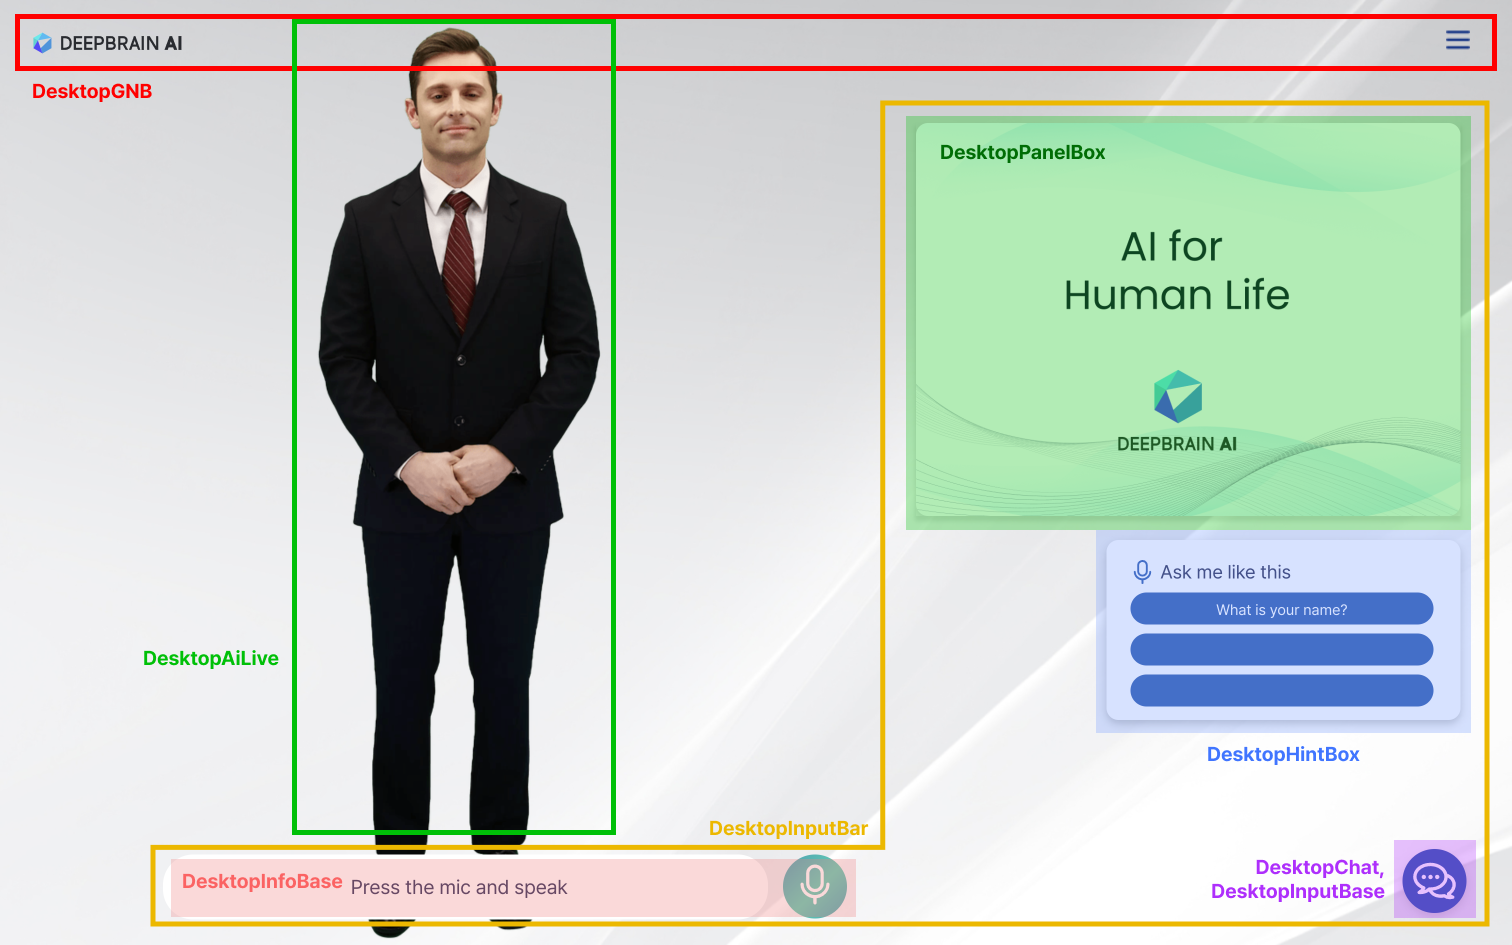 DEEPBRAIN AI
DesktopGNB
DesktopPanelBox
AI for
Human Life
DEEPBRAIN AI
Ask me like this
What is your name?
DesktopAiLive
DesktopHintBox
DesktopInputBar
DesktopInfoBase Press the mic and speak
DesktopChat,
DesktopInputBase